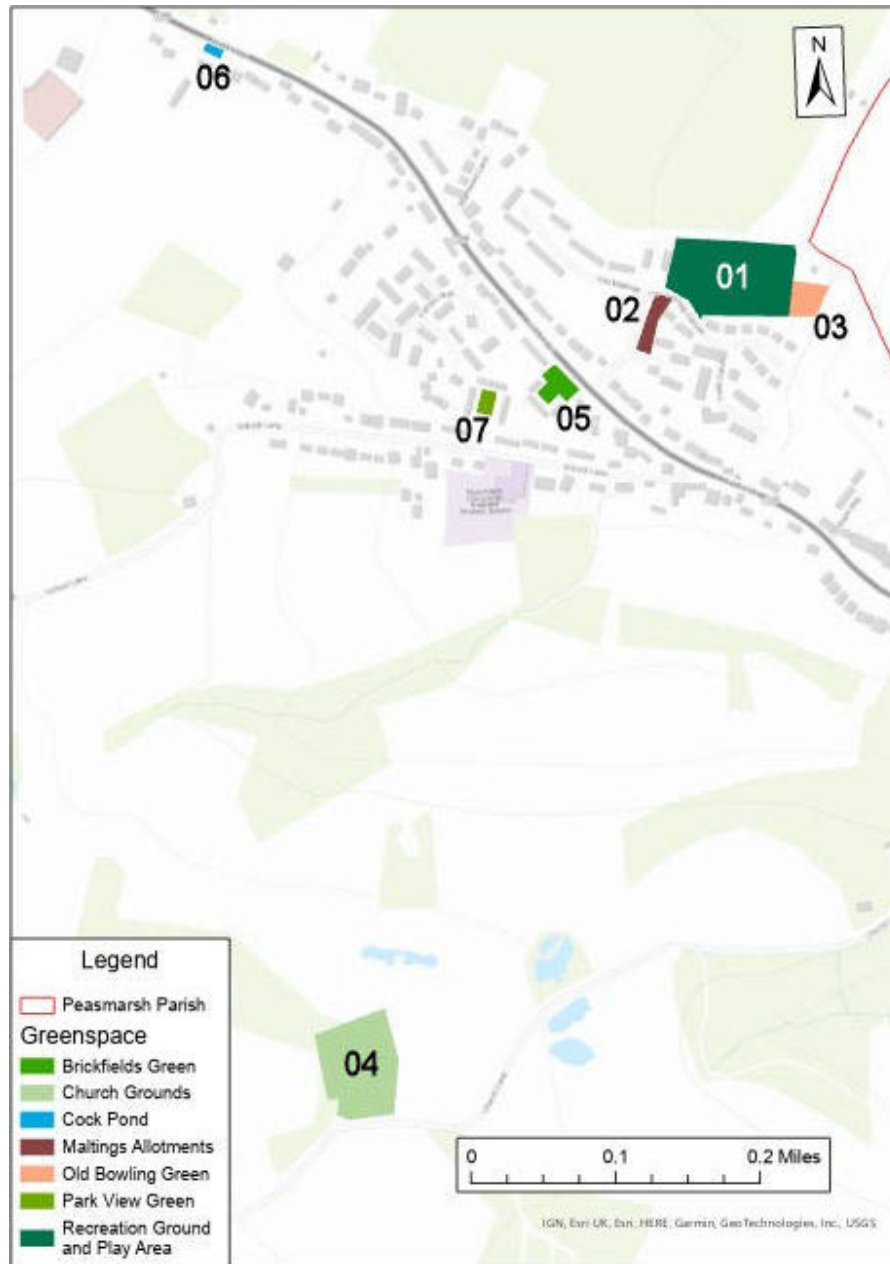 06
N
01
02
03
05
07
04
Legend
Peasmarsh Parish
Greenspace
Brickfields Green
Church Grounds
Cock Pond
Maltings Allotments
Old Bowling Green
Park View Green
Recreation Ground
and Play Area
0 0.1 0.2 Miles
IGN, Esri UK, Esri, HERE, Garmin, GeoTechnologies, Inc., USGS